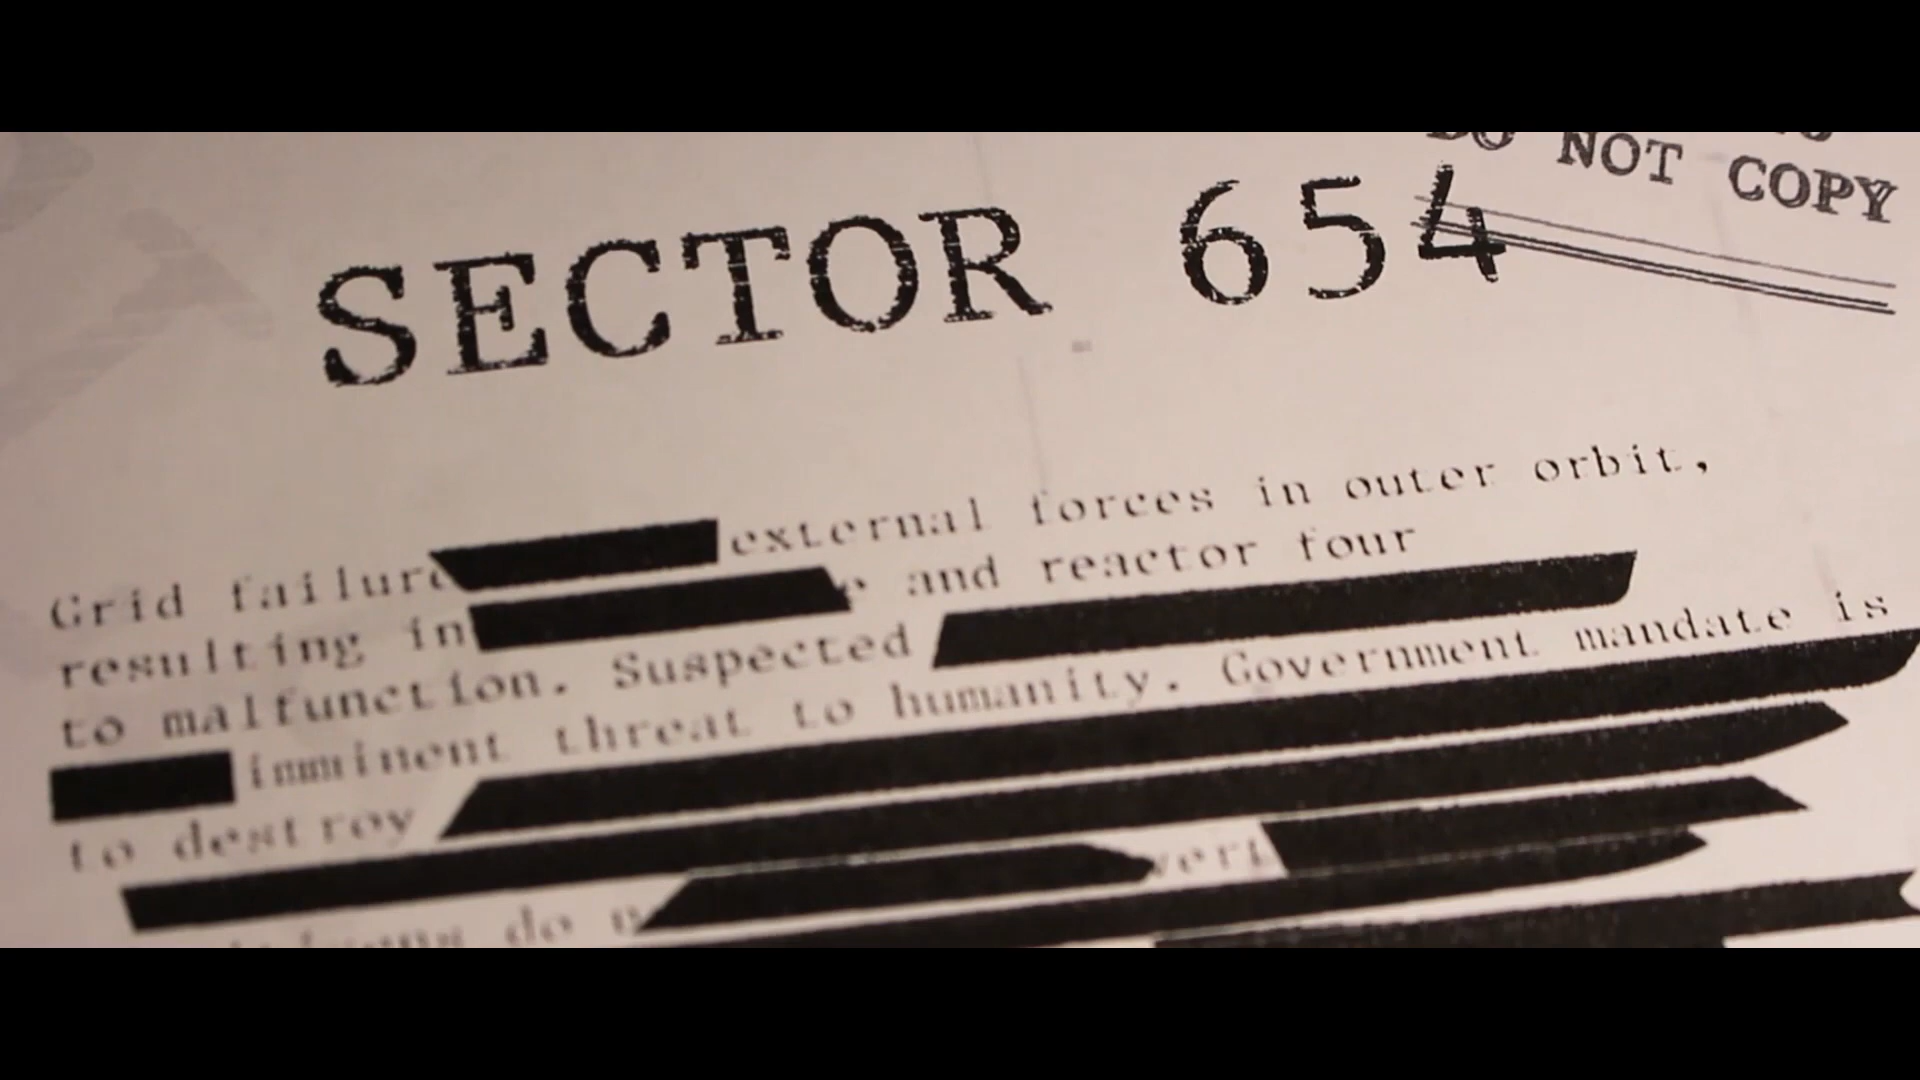 DO NOT COPY
SECTOR 654
Grid failure external forces in outer orbit,
resulting in and reactor four
to malfunction. Suspected
imminent threat to humanity. Government mandate is
to destroy
do